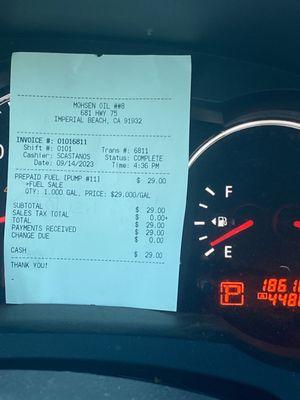 MOHSEN OIL ##8
681 HWY 75
IMPERIAL BEACH, CA 91932
INVOICE #: 01016811
Shift #: 0101 Trans #: 6811
Cashier: SCASTANOS Status: COMPLETE
Date: 09/14/2023 Time: 4:36 PM
PREPAID FUEL [PUMP #11] $ 29.00
>FUEL SALE
QTY: 1.000 GAL, PRICE: $29.000/GAL
SUBTOTAL $ 29.00
SALES TAX TOTAL $ 0.00+
TOTAL $ 29.00
PAYMENTS RECEIVED $ 29.00
CHANGE DUE $ 0.00
CASH $ 29.00
THANK YOU!
F
E
P